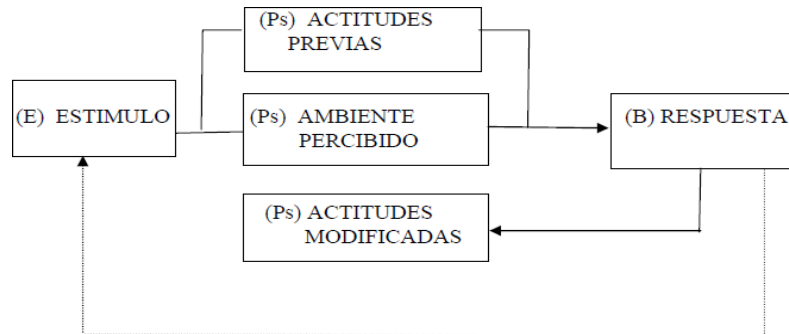 (Ps) ACTITUDES
PREVIAS
(E) ESTIMULO
(Ps) AMBIENTE
PERCIBIDO
(B) RESPUESTA
(Ps) ACTITUDES
MODIFICADAS